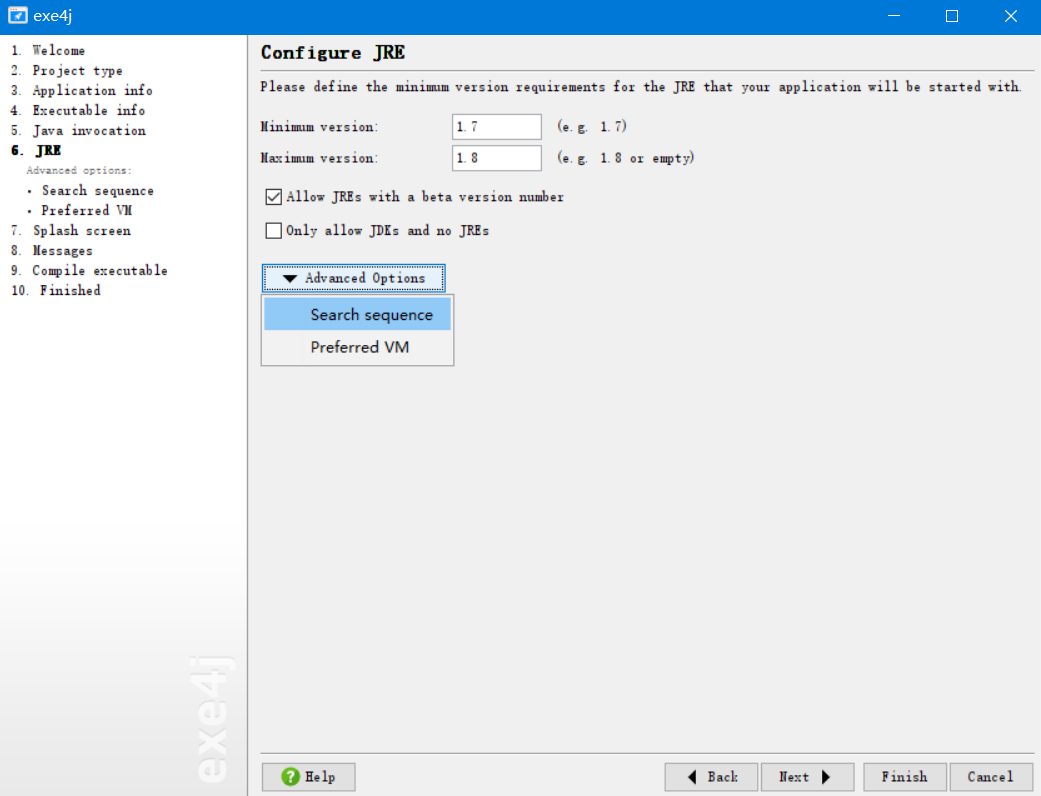 exe4j
1. Welcome
2. Project type
3. Application info
4. Executable info
5. Java invocation
6. JRE
Advanced options:
• Search sequence
• Preferred VM
7. Splash screen
8. Messages
9. Compile executable
10. Finished
exe4j
Configure JRE
Please define the minimum version requirements for the JRE that your application will be started with.
Minimum version: 1.7 (e.g. 1.7)
Maximum version: 1.8 (e.g. 1.8 or empty)
Allow JREs with a beta version number
Only allow JDKs and no JREs
Advanced Options
Search sequence
Preferred VM
? Help Back Next Finish Cancel